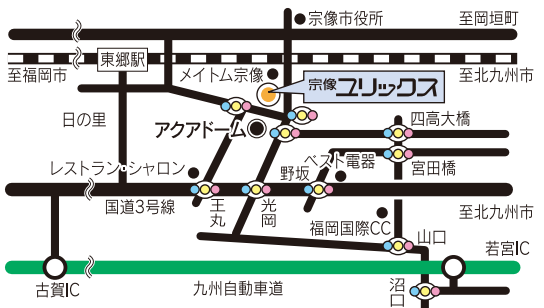 宗像市役所
至岡垣町
東郷駅
至福岡市
メイトム宗像
至北九州市
宗像 ユリックス
日の里
アクアドーム
四高大橋
レストラン・シャロン
野坂
ベスト電器
宮田橋
国道3号線
王丸
光岡
福岡国際CC
至北九州市
山口
若宮IC
古賀IC
九州自動車道
沼口